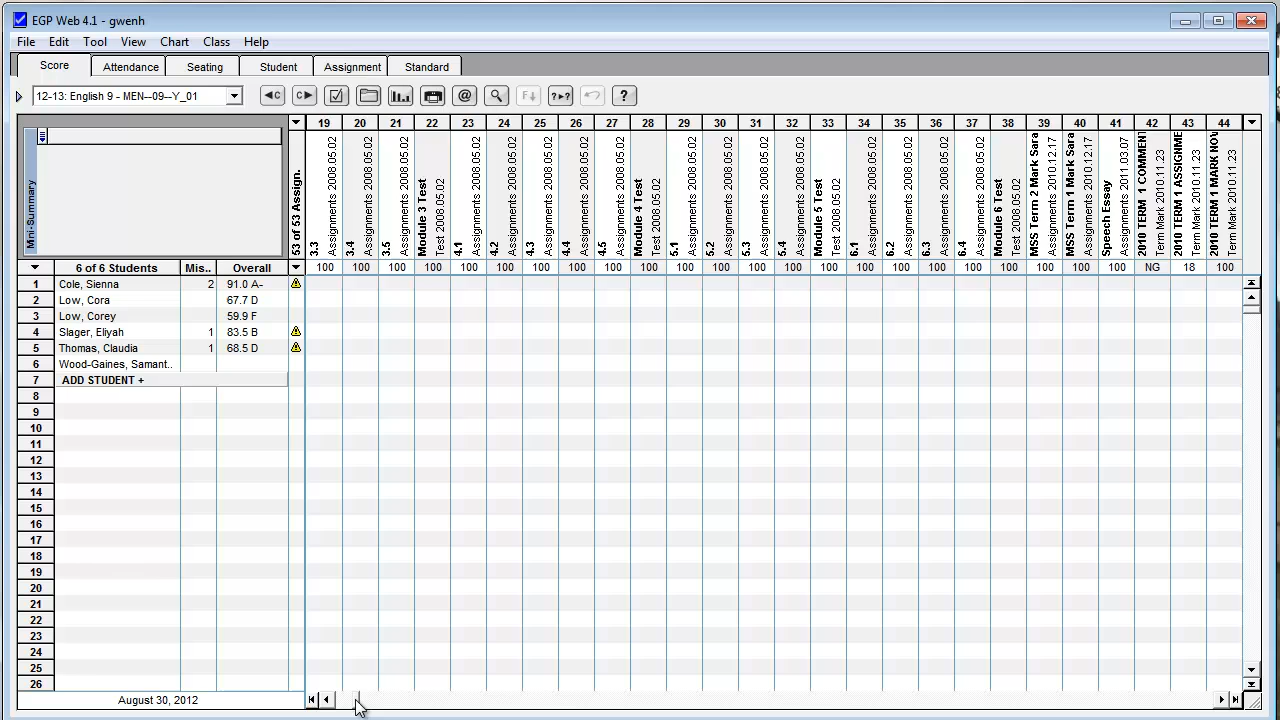 EGP Web 4.1 - gwenh
File Edit Tool View Chart Class Help
Score Attendance Seating Student Assignment Standard
12-13: English 9 - MEN--09--Y_01 <C C> @ F↓ ?▸▸ ?
19 20 21 22 23 24 25 26 27 28 29 30 31 32 33 34 35 36 37 38 39 40 41 42 43 44
Mni-Summary
53 of 53 Assign.
3.3
Assignments 2008.05.02
3.4
Assignments 2008.05.02
3.5
Assignments 2008.05.02
Module 3 Test
Test 2008.05.02
4.1
Assignments 2008.05.02
4.2
Assignments 2008.05.02
4.3
Assignments 2008.05.02
4.4
Assignments 2008.05.02
4.5
Assignments 2008.05.02
Module 4 Test
Test 2008.05.02
5.1
Assignments 2008.05.02
5.2
Assignments 2008.05.02
5.3
Assignments 2008.05.02
5.4
Assignments 2008.05.02
Module 5 Test
Test 2008.05.02
6.1
Assignments 2008.05.02
6.2
Assignments 2008.05.02
6.3
Assignments 2008.05.02
6.4
Assignments 2008.05.02
Module 6 Test
Test 2008.05.02
MSS Term 2 Mark Sara
Assignments 2010.12.17
MSS Term 1 Mark Sara
Assignments 2010.12.17
Speech Essay
Assignments 2011.03.07
2010 TERM 1 COMMENT
Term Mark 2010.11.23
2010 TERM 1 ASSIGNME
Term Mark 2010.11.23
2010 TERM 1 MARK NOV
Term Mark 2010.11.23
6 of 6 Students Mis.. Overall 100 100 100 100 100 100 100 100 100 100 100 100 100 100 100 100 100 100 100 100 100 100 100 NG 18 100
1 Cole, Sienna 2 91.0 A-
2 Low, Cora 67.7 D
3 Low, Corey 59.9 F
4 Slager, Eliyah 1 83.5 B
5 Thomas, Claudia 1 68.5 D
6 Wood-Gaines, Samant..
7 ADD STUDENT +
8
9
10
11
12
13
14
15
16
17
18
19
20
21
22
23
24
25
26
August 30, 2012